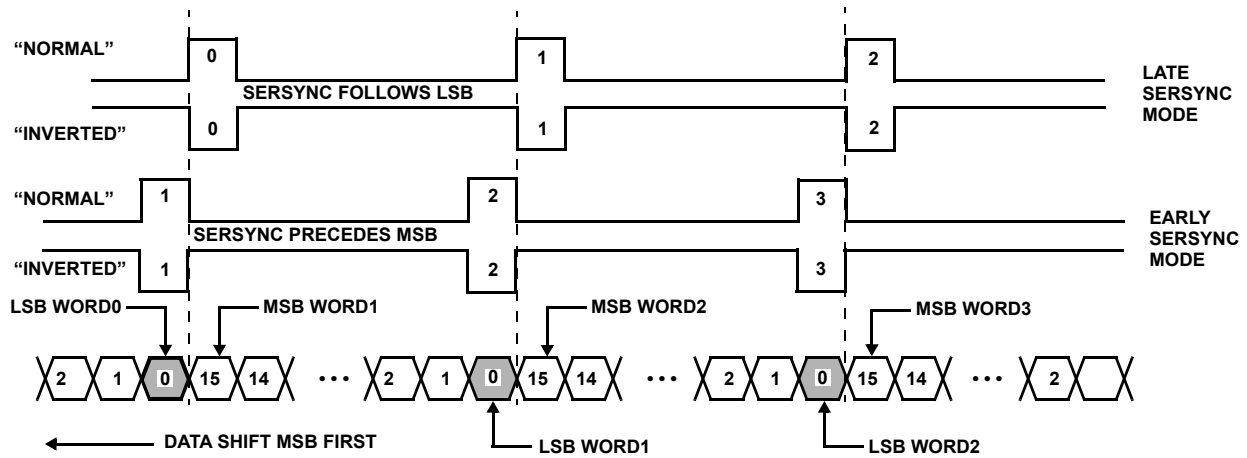 “NORMAL” 0 1 2
SERSYNC FOLLOWS LSB
LATE
SERSYNC
MODE
“INVERTED” 0 1 2
“NORMAL” 1 2 3
SERSYNC PRECEDES MSB
EARLY
SERSYNC
MODE
“INVERTED” 1 2 3
LSB WORD0 MSB WORD1 MSB WORD2 MSB WORD3
2 1 0 15 14 ••• 2 1 0 15 14 ••• 2 1 0 15 14 ••• 2
DATA SHIFT MSB FIRST LSB WORD1 LSB WORD2